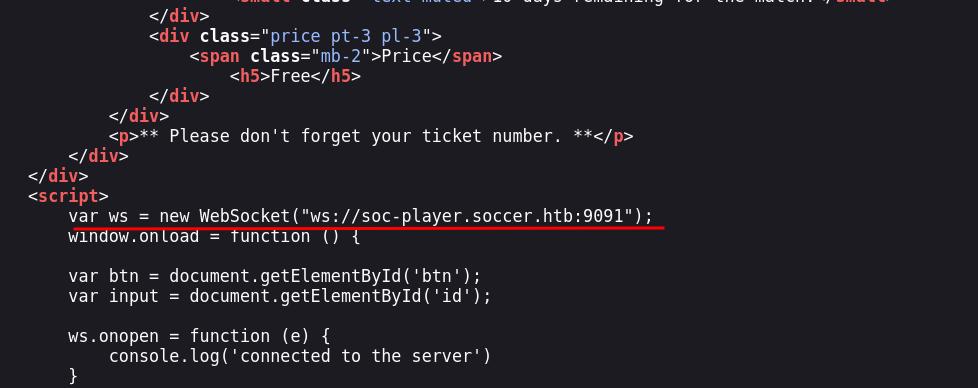 </div>
<div class="price pt-3 pl-3">
<span class="mb-2">Price</span>
<h5>Free</h5>
</div>
</div>
<p>** Please don't forget your ticket number. **</p>
</div>
</div>
<script>
var ws = new WebSocket("ws://soc-player.soccer.htb:9091");
window.onload = function () {
var btn = document.getElementById('btn');
var input = document.getElementById('id');
ws.onopen = function (e) {
console.log('connected to the server')
}